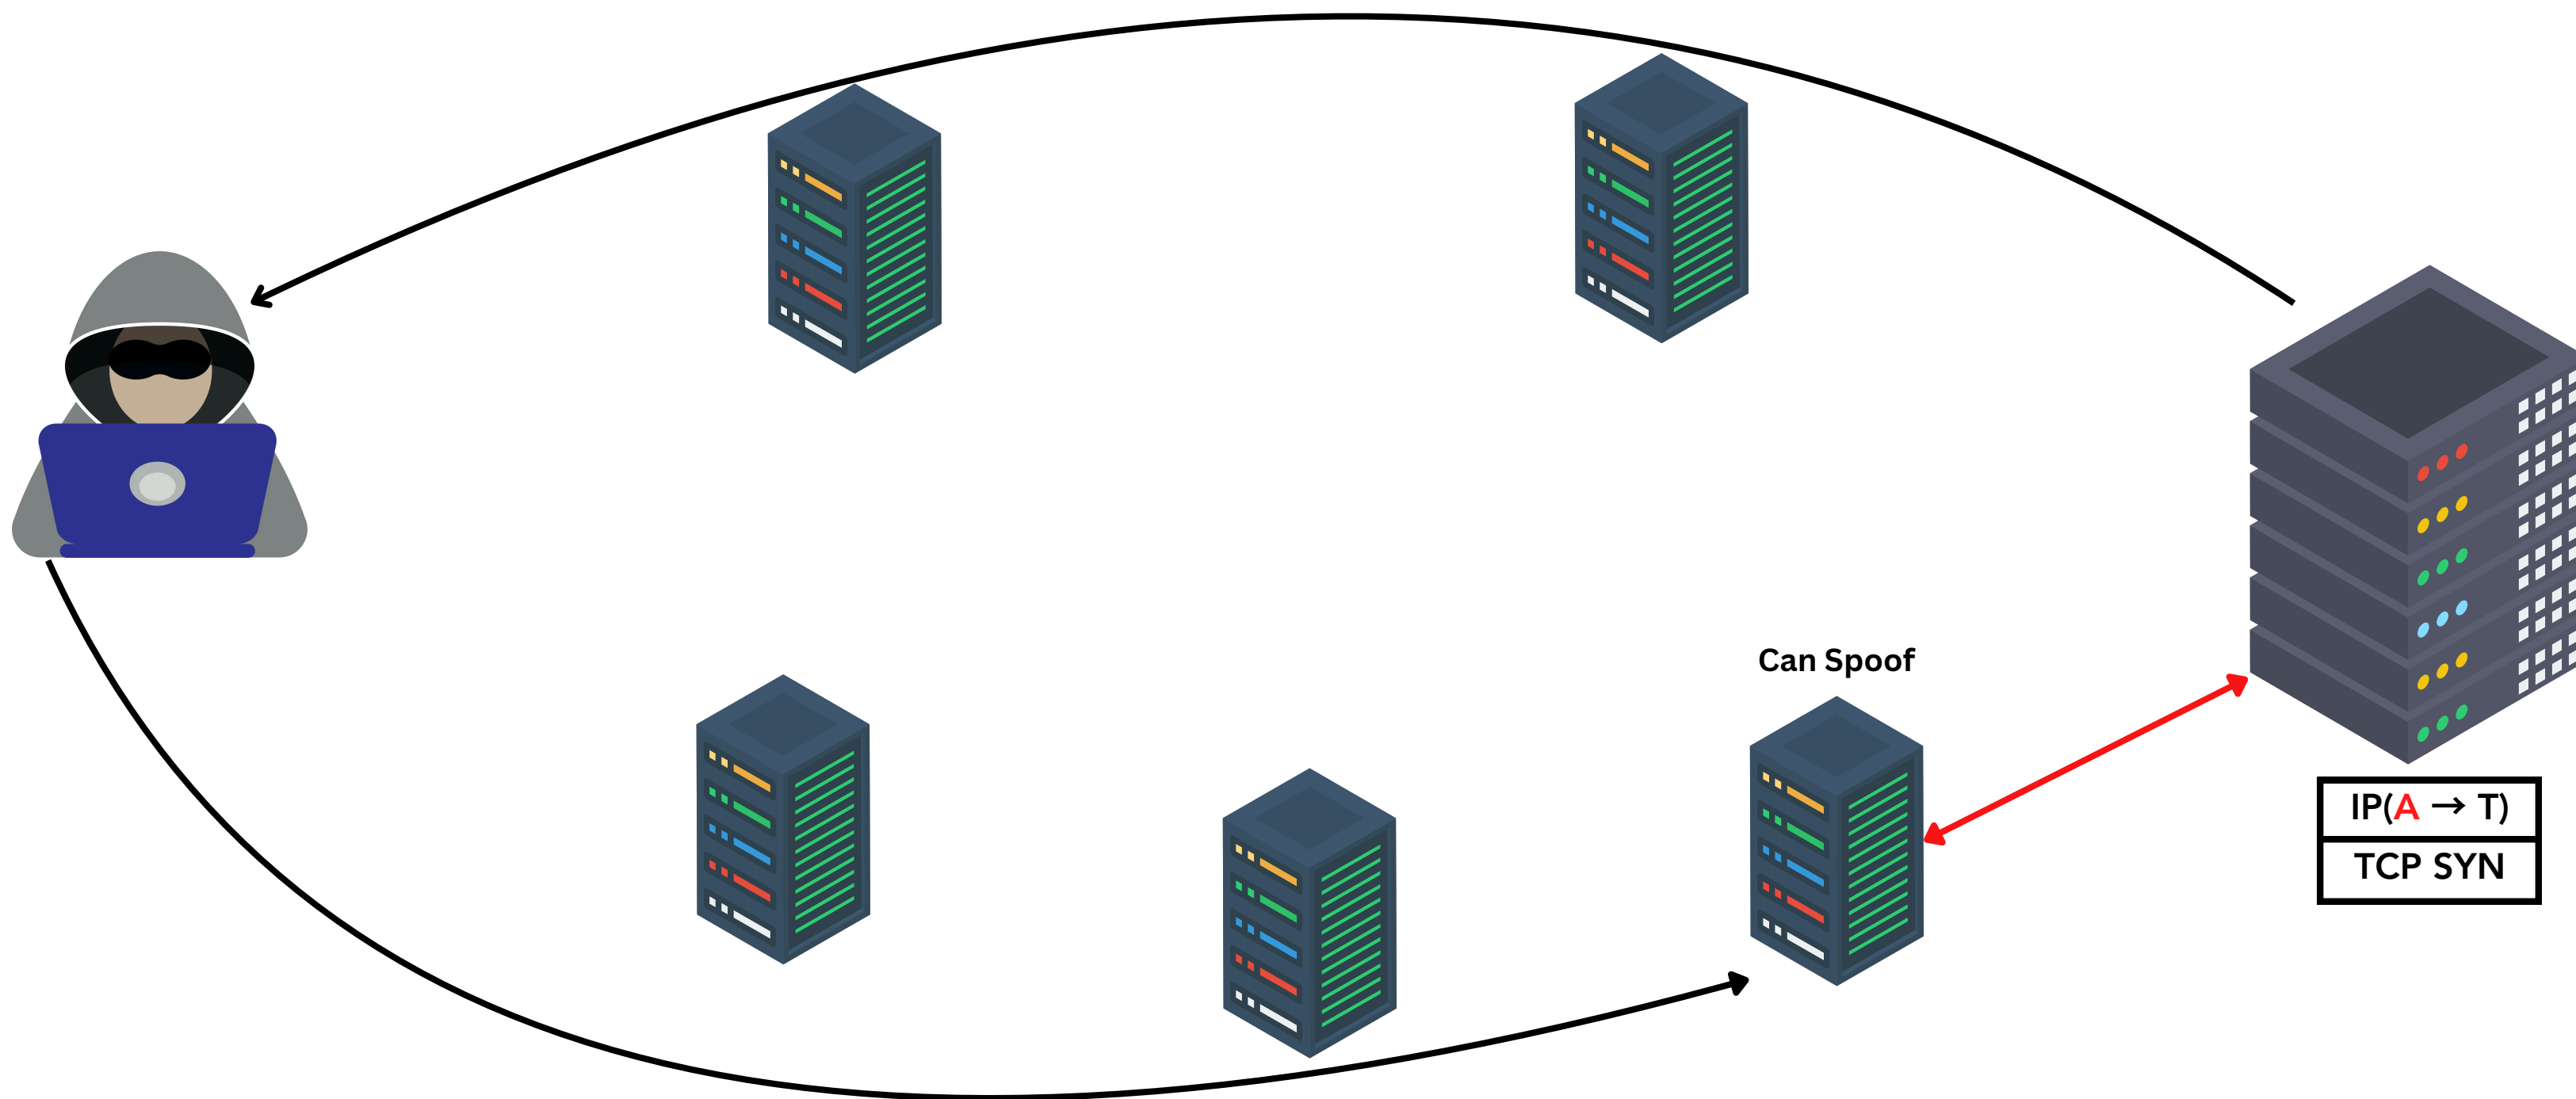 Can Spoof
IP(A → T)
TCP SYN